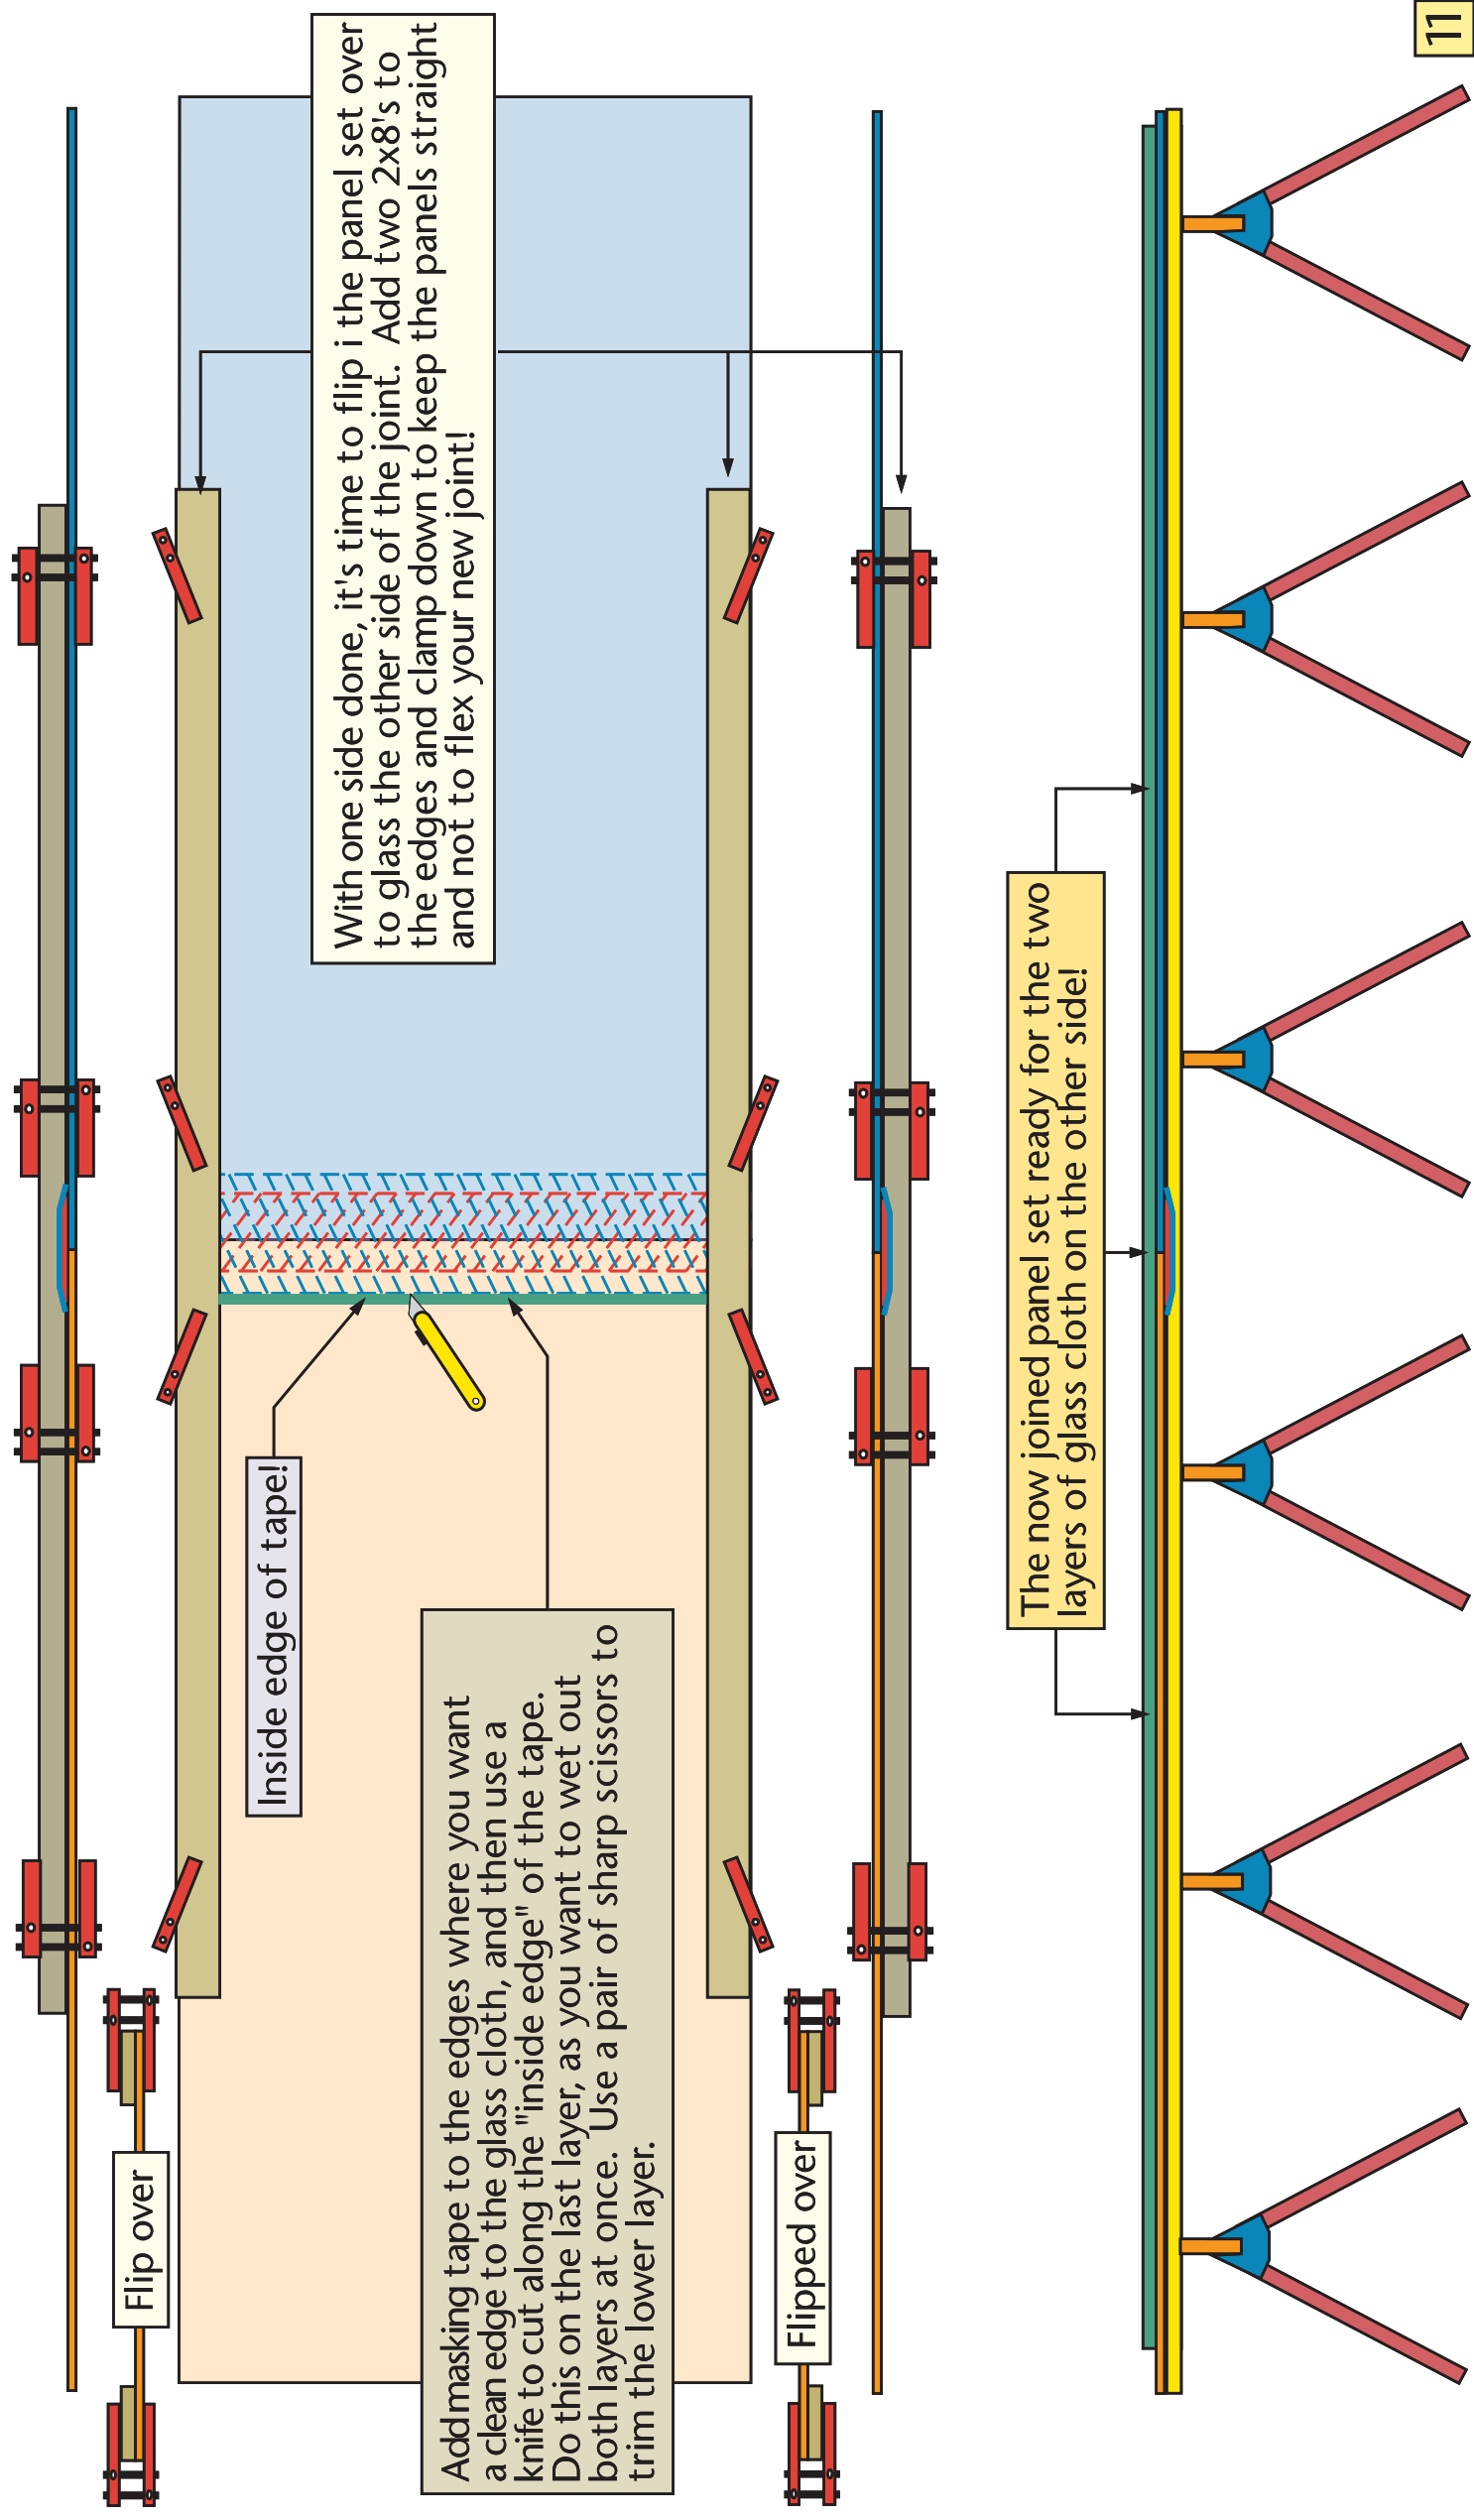 With one side done, it's time to flip i the panel set over
to glass the other side of the joint.  Add two 2x8's to
the edges and clamp down to keep the panels straight
and not to flex your new joint!
Inside edge of tape!
Add masking tape to the edges where you want
a clean edge to the glass cloth, and then use a
knife to cut along the "inside edge" of the tape.
Do this on the last layer, as you want to wet out
both layers at once.  Use a pair of sharp scissors to
trim the lower layer.
Flip over
Flipped over
The now joined panel set ready for the two
layers of glass cloth on the other side!
11